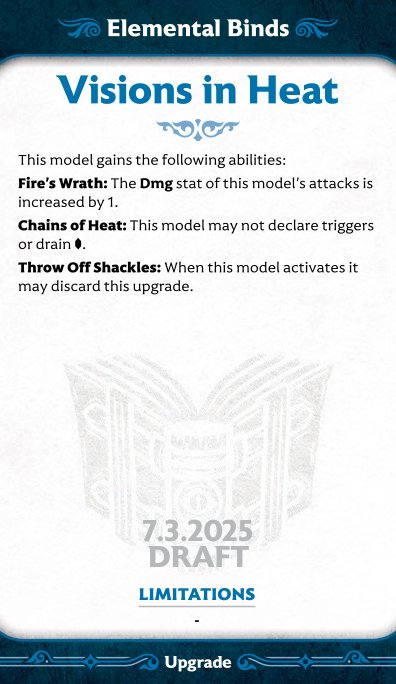 Elemental Binds
Visions in Heat
This model gains the following abilities:
Fire's Wrath: The Dmg stat of this model's attacks is
increased by 1.
Chains of Heat: This model may not declare triggers
or drain ⬮.
Throw Off Shackles: When this model activates it
may discard this upgrade.
7.3.2025
DRAFT
LIMITATIONS
-
Upgrade